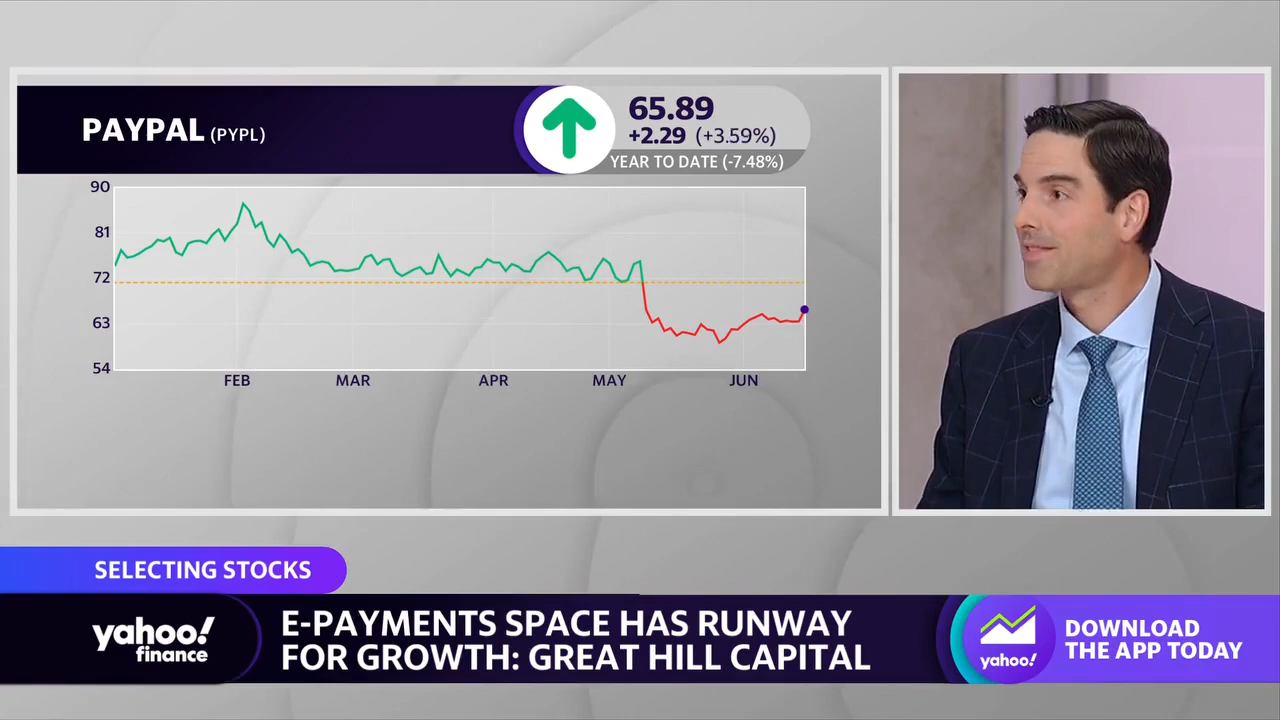 PAYPAL (PYPL)
65.89
+2.29 (+3.59%)
YEAR TO DATE (-7.48%)
90
81
72
63
54
FEB MAR APR MAY JUN
SELECTING STOCKS
yahoo!
finance
E-PAYMENTS SPACE HAS RUNWAY
FOR GROWTH: GREAT HILL CAPITAL
yahoo!
DOWNLOAD
THE APP TODAY